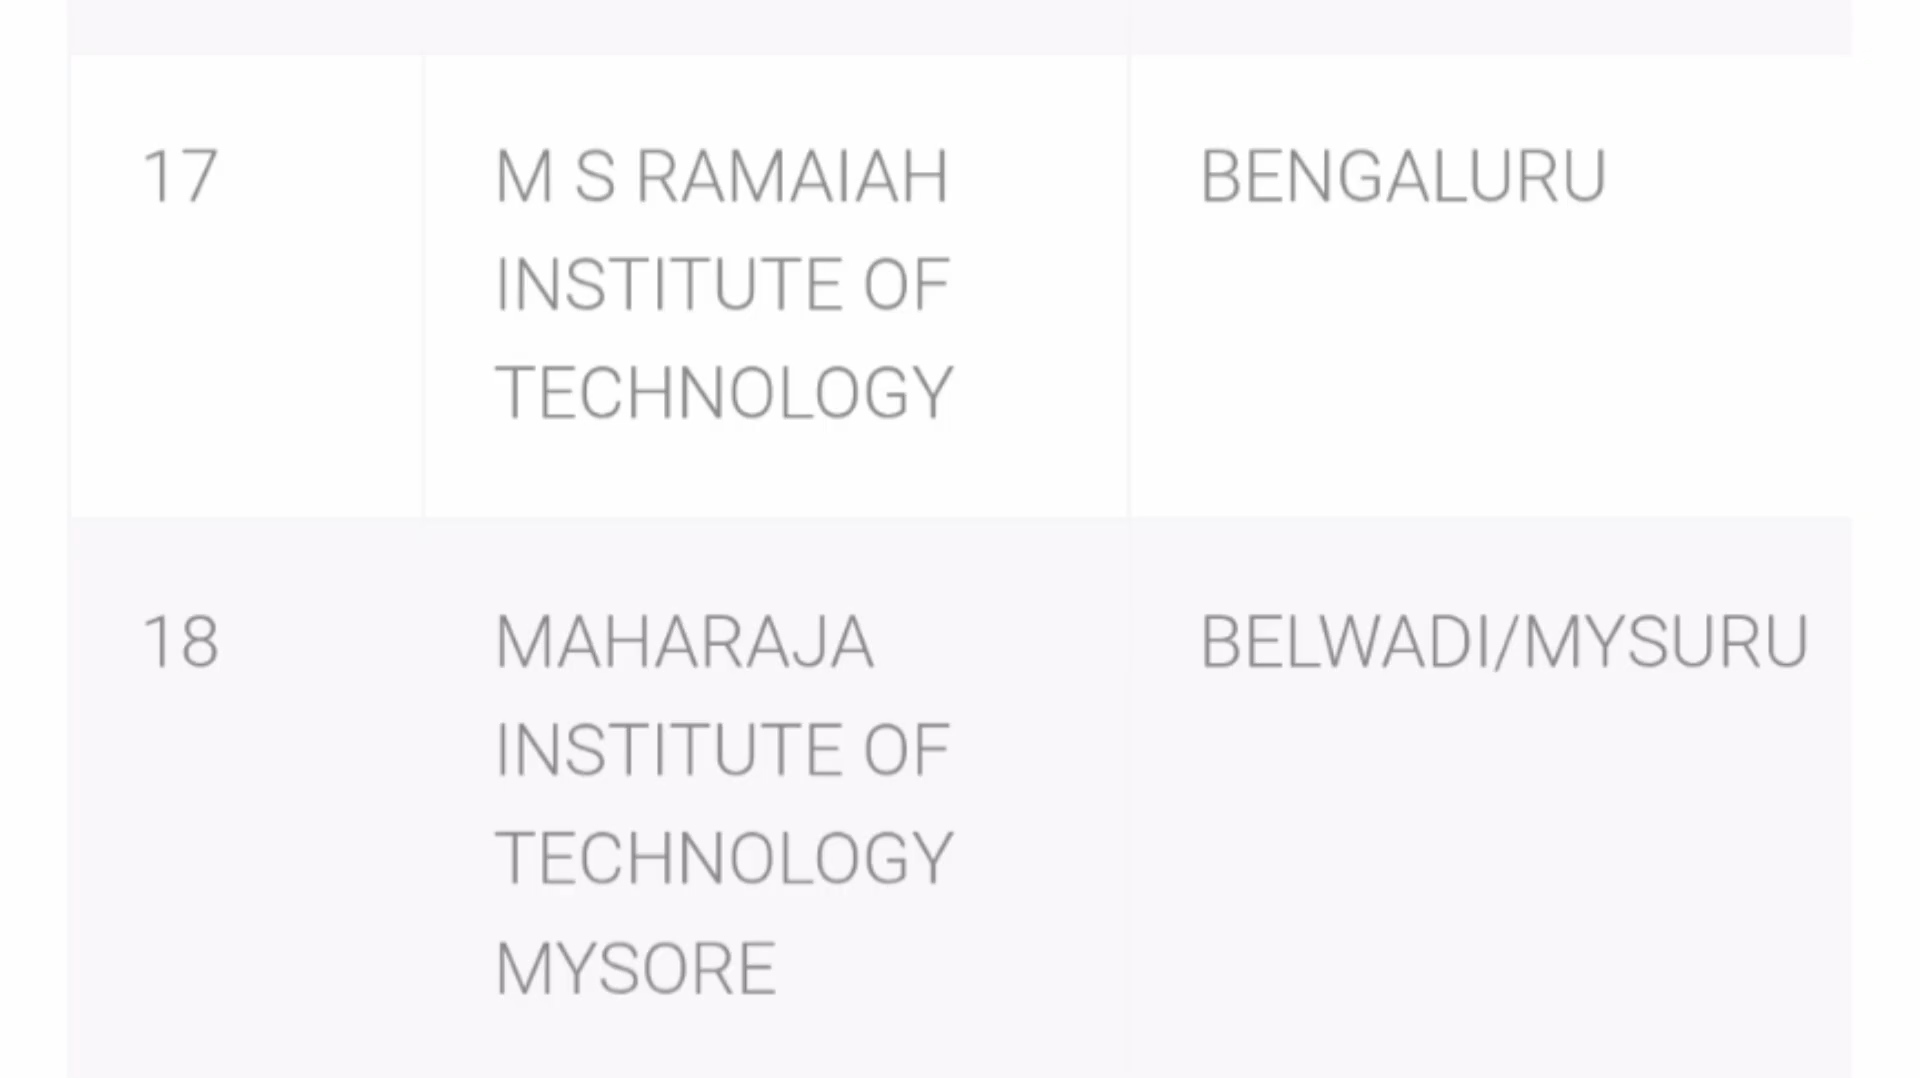 17
M S RAMAIAH
INSTITUTE OF
TECHNOLOGY
BENGALURU
18
MAHARAJA
INSTITUTE OF
TECHNOLOGY
MYSORE
BELWADI/MYSURU